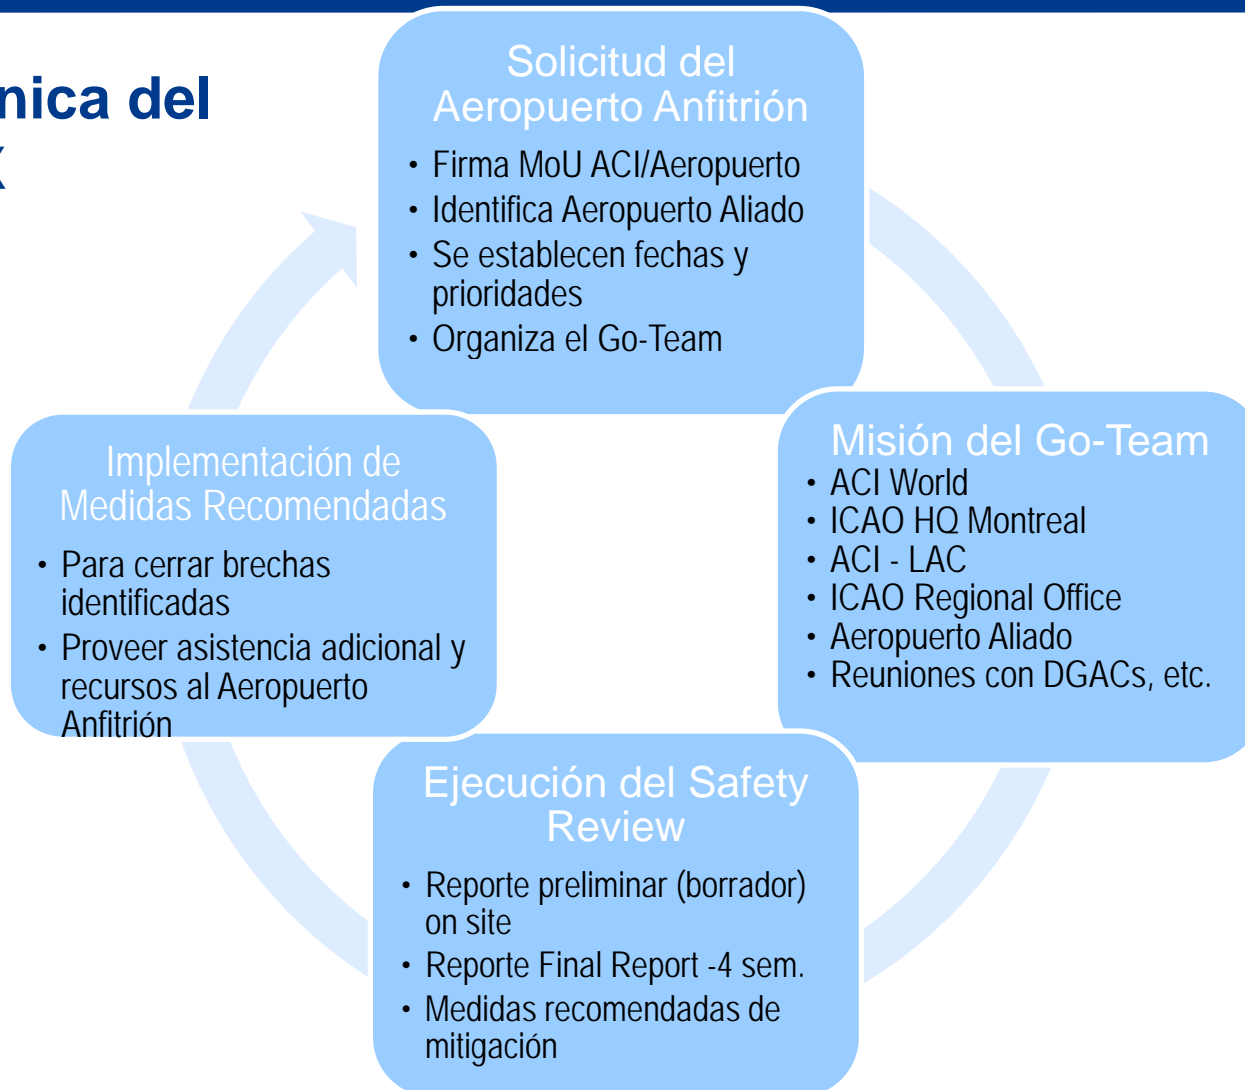 nica del
Solicitud del
Aeropuerto Anfitrión
• Firma MoU ACI/Aeropuerto
• Identifica Aeropuerto Aliado
• Se establecen fechas y
prioridades
• Organiza el Go-Team
Misión del Go-Team
• ACI World
• ICAO HQ Montreal
• ACI - LAC
• ICAO Regional Office
• Aeropuerto Aliado
• Reuniones con DGACs, etc.
Ejecución del Safety
Review
• Reporte preliminar (borrador)
on site
• Reporte Final Report -4 sem.
• Medidas recomendadas de
mitigación
Implementación de
Medidas Recomendadas
• Para cerrar brechas
identificadas
• Proveer asistencia adicional y
recursos al Aeropuerto
Anfitrión